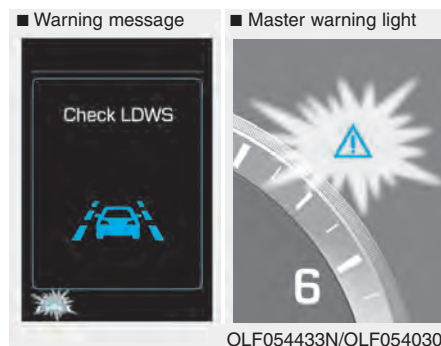 ■ Warning message
■ Master warning light
Check LDWS
6
OLF054433N/OLF054030